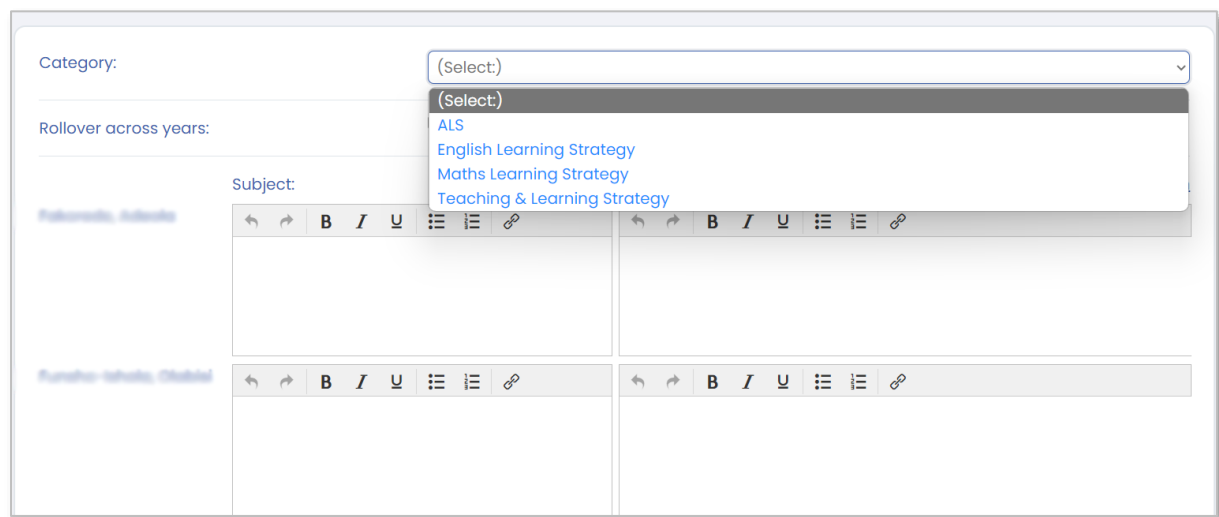 Category:
(Select:)
(Select:)
ALS
English Learning Strategy
Maths Learning Strategy
Teaching & Learning Strategy
Rollover across years:
Subject:
B I U
B I U
B I U
B I U